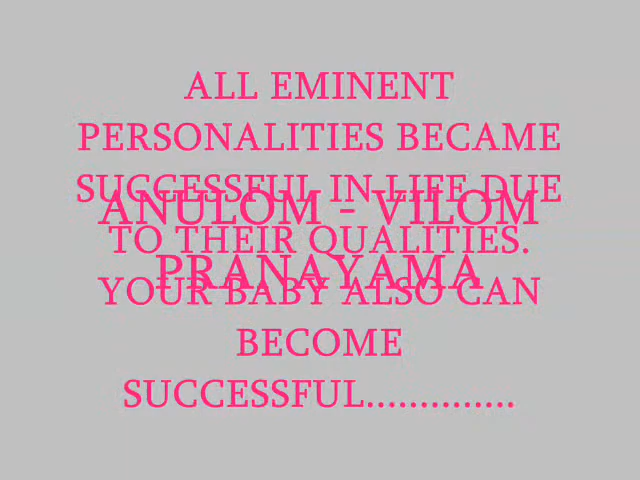 ALL EMINENT
PERSONALITIES BECAME
SUCCESSFUL IN LIFE DUE
ANULOM - VILOM
TO THEIR QUALITIES.
PRANAYAMA
YOUR BABY ALSO CAN
BECOME
SUCCESSFUL..............